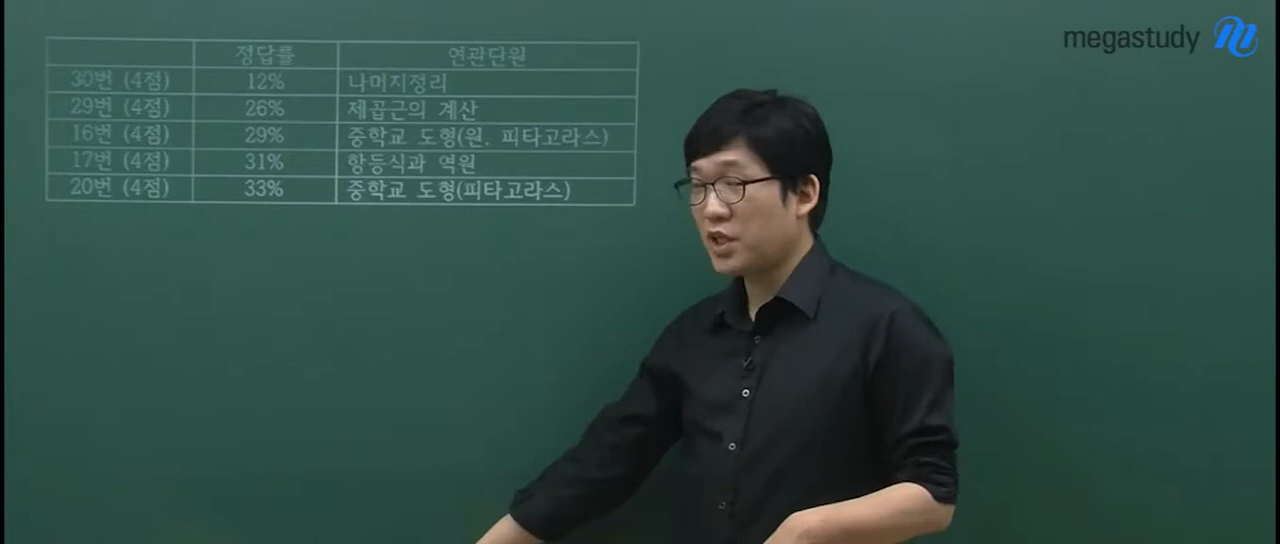 megastudy
정답률 연관단원
30번 (4점) 12% 나머지정리
29번 (4점) 26% 제곱근의 계산
16번 (4점) 29% 중학교 도형(원, 피타고라스)
17번 (4점) 31% 항등식과 역원
20번 (4점) 33% 중학교 도형(피타고라스)